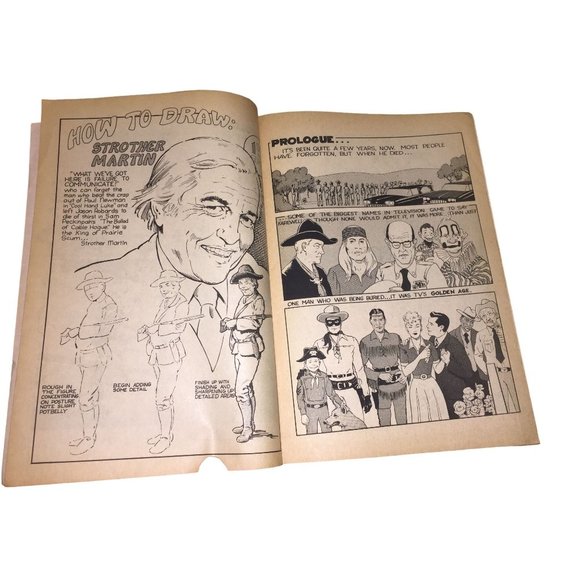 HOW TO DRAW:
STROTHER
MARTIN
"WHAT WE'VE GOT
HERE IS FAILURE TO
COMMUNICATE."
who can forget the
man who beat the crap
out of Paul Newman
in "Cool Hand Luke" and
left Jason Robards to
die of thirst in Sam
Peckinpah's "The Ballad
of Cable Hogue" He is
the King of Prairie
Scum...
Strother Martin
ROUGH IN
THE FIGURE
CONCENTRATING
ON POSTURE
NOTE SLIGHT
POTBELLY
BEGIN ADDING
SOME DETAIL
FINISH UP WITH
SHADING AND
SHARPENING UP
DETAILED AREAS
PROLOGUE...
IT'S BEEN QUITE A FEW YEARS, NOW. MOST PEOPLE
HAVE FORGOTTEN, BUT WHEN HE DIED...
... SOME OF THE BIGGEST NAMES IN TELEVISION CAME TO SAY
FAREWELL. THOUGH NONE WOULD ADMIT IT, IT WAS MORE THAN JUST
ONE MAN WHO WAS BEING BURIED...IT WAS TV'S GOLDEN AGE.